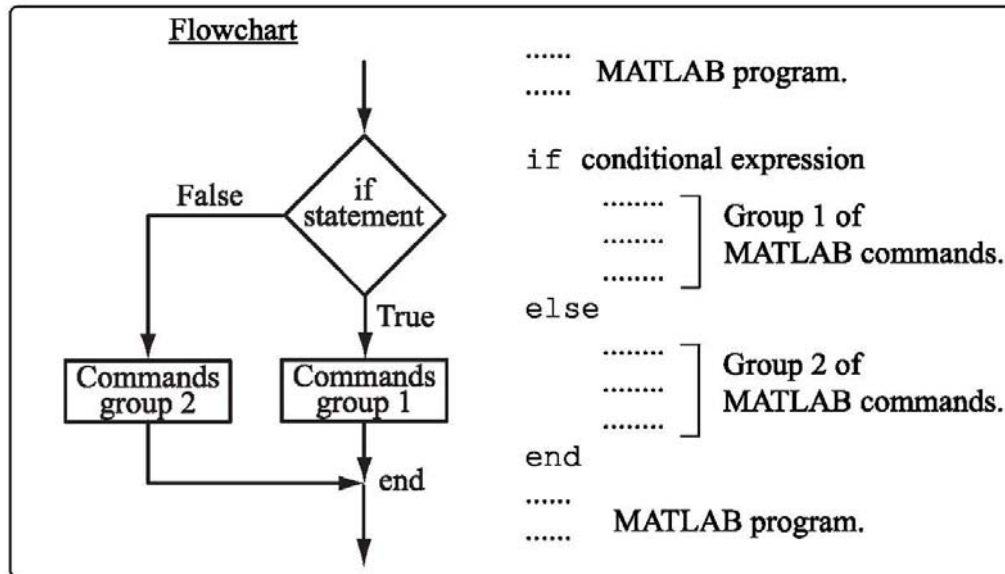 Flowchart
if
statement
False
True
Commands
group 2
Commands
group 1
end
...... MATLAB program.
......
if conditional expression
........ Group 1 of
........ MATLAB commands.
........
else
........ Group 2 of
........ MATLAB commands.
........
end
......
...... MATLAB program.